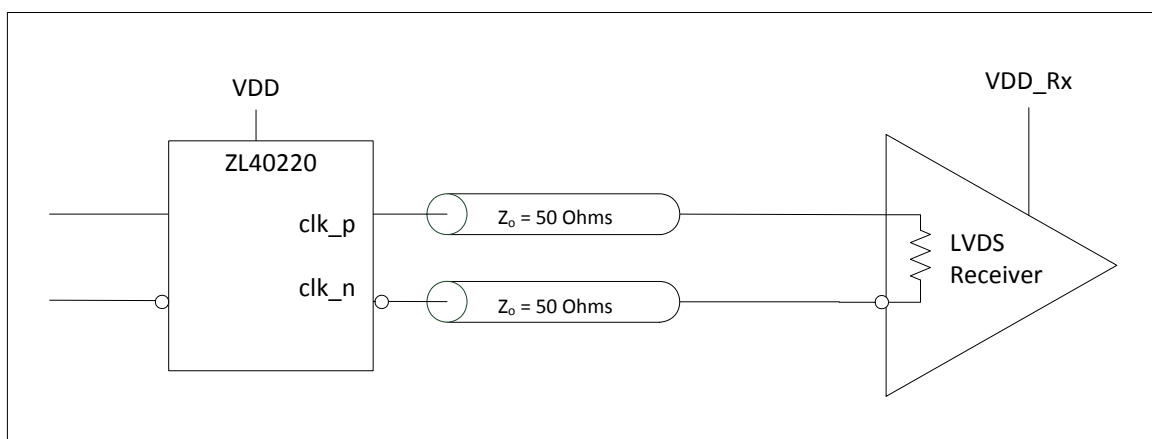 VDD
VDD_Rx
ZL40220
clk_p
Zₒ = 50 Ohms
LVDS
Receiver
clk_n
Zₒ = 50 Ohms